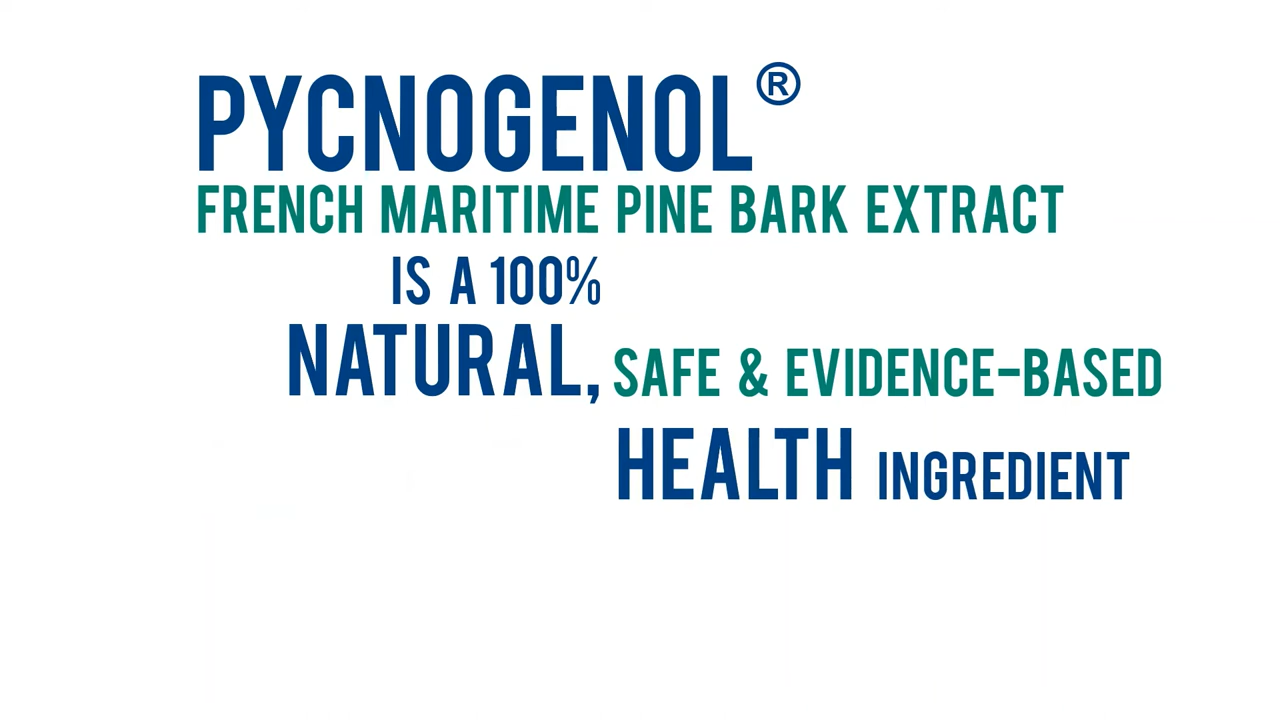 PYCNOGENOL®
FRENCH MARITIME PINE BARK EXTRACT
IS A 100%
NATURAL, SAFE & EVIDENCE-BASED
HEALTH INGREDIENT